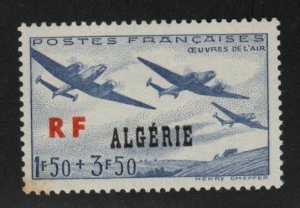 POSTES FRANÇAISES
ŒUVRES DE L'AIR
RF
ALGÉRIE
1F50+3F50
HENRY CHEFFER